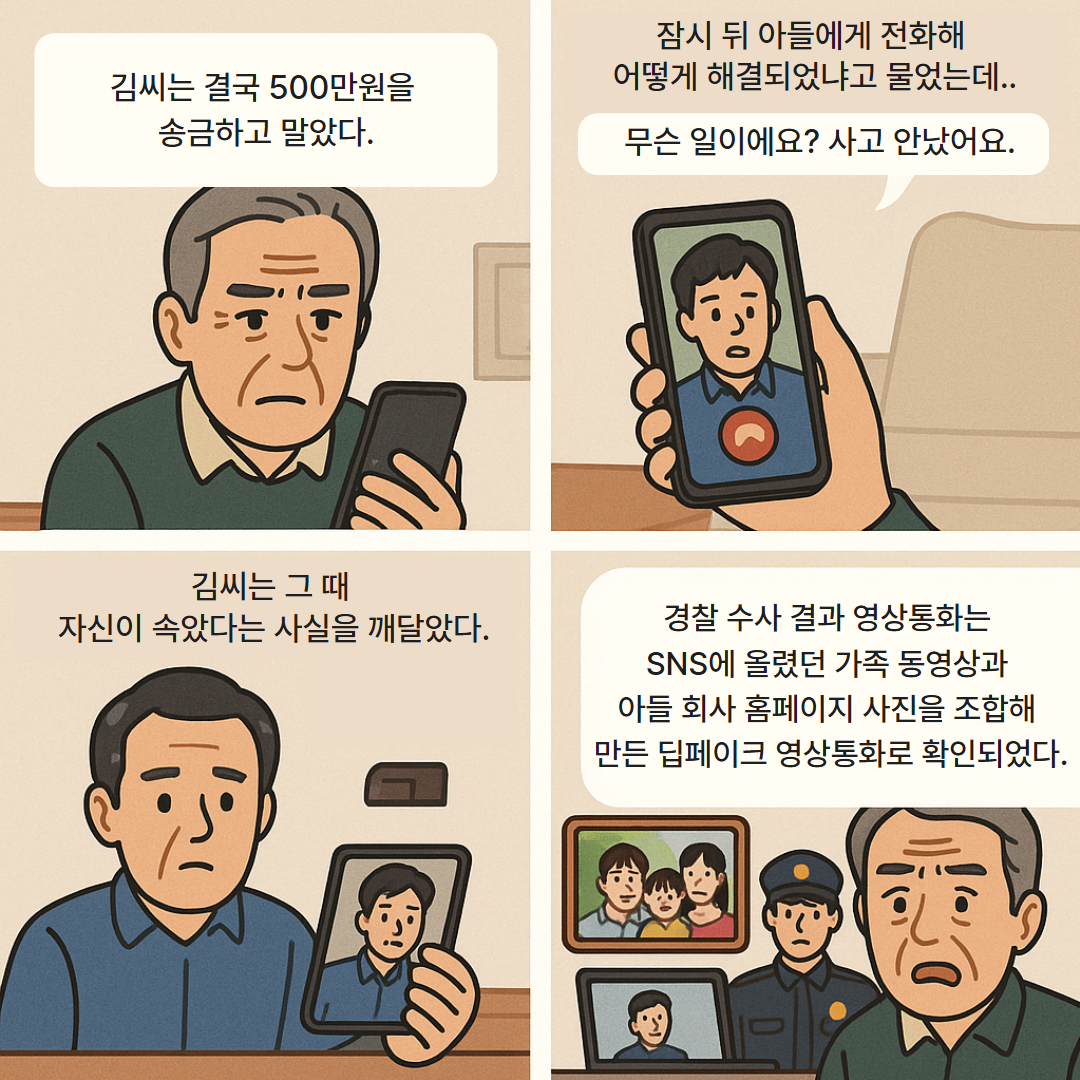 김씨는 결국 500만원을
송금하고 말았다.
잠시 뒤 아들에게 전화해
어떻게 해결되었냐고 물었는데..
무슨 일이에요? 사고 안났어요.
김씨는 그 때
자신이 속았다는 사실을 깨달았다.
경찰 수사 결과 영상통화는
SNS에 올렸던 가족 동영상과
아들 회사 홈페이지 사진을 조합해
만든 딥페이크 영상통화로 확인되었다.